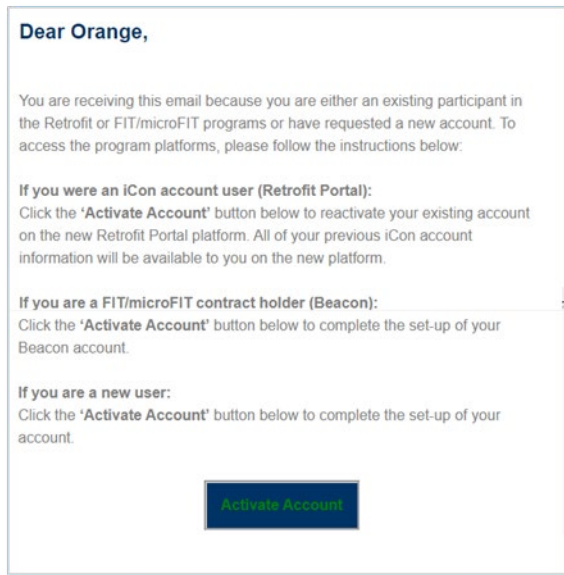 Dear Orange,
You are receiving this email because you are either an existing participant in
the Retrofit or FIT/microFIT programs or have requested a new account. To
access the program platforms, please follow the instructions below:
If you were an iCon account user (Retrofit Portal):
Click the ‘Activate Account’ button below to reactivate your existing account
on the new Retrofit Portal platform. All of your previous iCon account
information will be available to you on the new platform.
If you are a FIT/microFIT contract holder (Beacon):
Click the ‘Activate Account’ button below to complete the set-up of your
Beacon account.
If you are a new user:
Click the ‘Activate Account’ button below to complete the set-up of your
account.
Activate Account